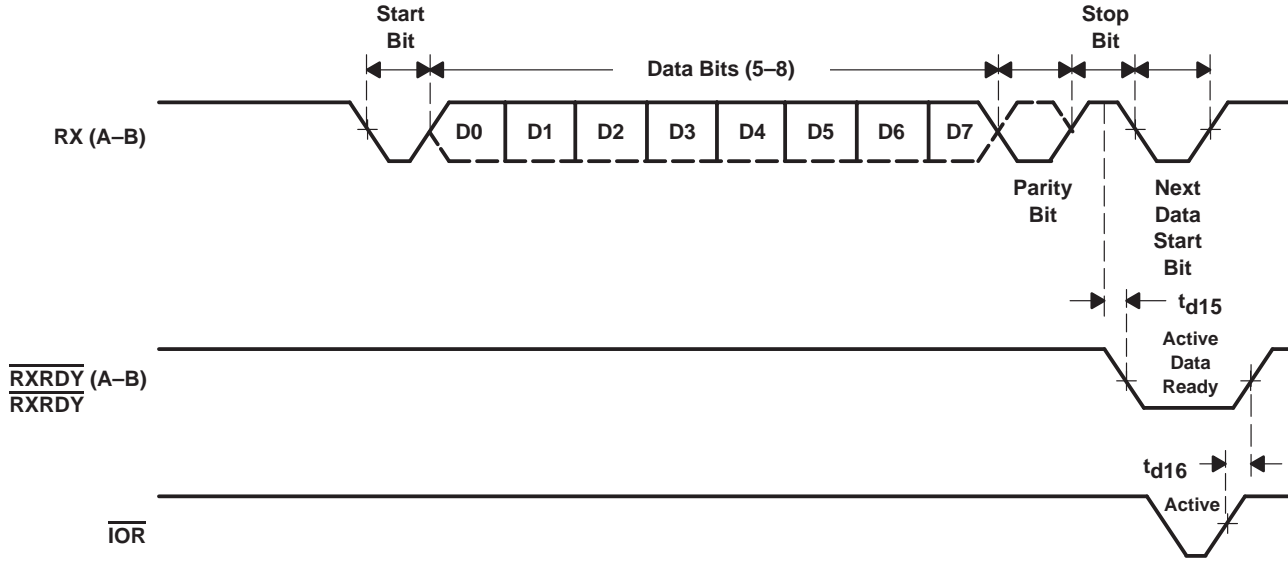 Start
Bit
Stop
Bit
Data Bits (5–8)
RX (A–B)
D0 D1 D2 D3 D4 D5 D6 D7
Parity
Bit
Next
Data
Start
Bit
td15
RXRDY (A–B)
RXRDY
Active
Data
Ready
td16
IOR
Active